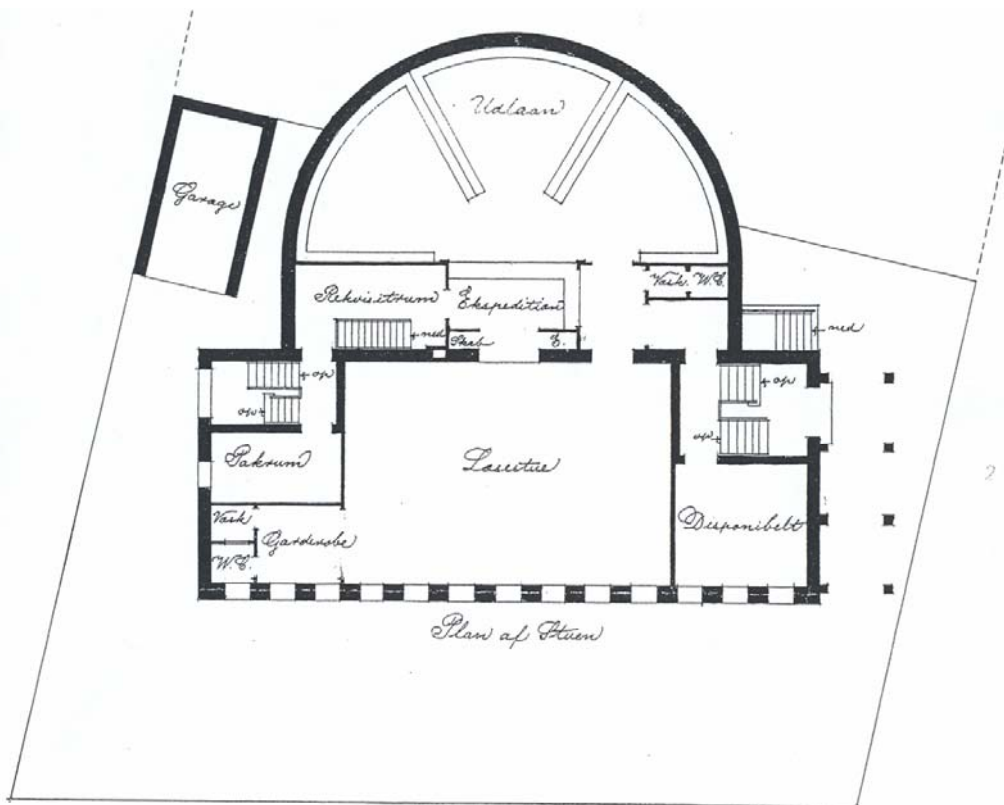 Udlaan
Garage
Vask. W.C.
Rekvisitrum
Ekspedition
ned
Skab
E.
ned
op
op
op
op
Pakrum
Læsestue
Vask
Garderobe
Disponibelt
W.C.
Plan af Stuen
2